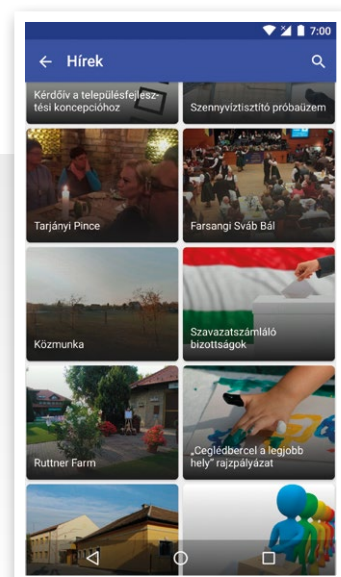 7:00
Hírek
Kérdőív a településfejlesz-
tési koncepcióhoz
Szennyvíztisztító próbaüzem
Tarjányi Pince
Farsangi Sváb Bál
Közmunka
Szavazatszámláló
bizottságok
Ruttner Farm
„Ceglédbercel a legjobb
hely” rajzpályázat